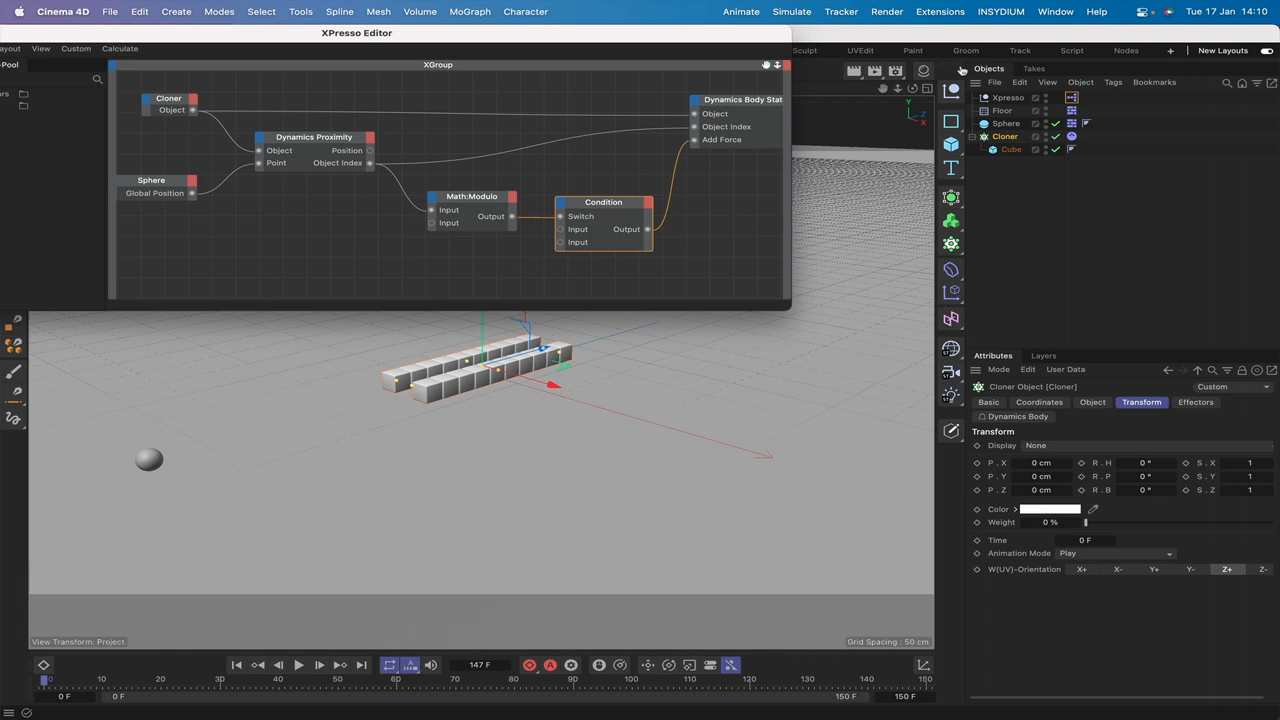 Cinema 4D File Edit Create Modes Select Tools Spline Mesh Volume MoGraph Character Animate Simulate Tracker Render Extensions INSYDIUM Window Help Tue 17 Jan 14:10
XPresso Editor
ayout View Custom Calculate
Sculpt UVEdit Paint Groom Track Script Nodes + New Layouts
-Pool
XGroup
Objects Takes
File Edit View Object Tags Bookmarks
ors
Cloner
Object
Dynamics Body Stat
Object
Object Index
Add Force
Dynamics Proximity
Object Position
Point Object Index
Sphere
Global Position
Math:Modulo
Input
Output
Input
Condition
Switch
Input Output
Input
Xpresso
Floor
Sphere
Cloner
Cube
Y
Z X
Attributes Layers
Mode Edit User Data
Cloner Object [Cloner] Custom
Basic Coordinates Object Transform Effectors
Dynamics Body
Transform
Display None
P . X 0 cm R . H 0 ° S . X 1
P . Y 0 cm R . P 0 ° S . Y 1
P . Z 0 cm R . B 0 ° S . Z 1
Color > 
Weight 0 %
Time 0 F
Animation Mode Play
W(UV)-Orientation X+ X- Y+ Y- Z+ Z-
View Transform: Project Grid Spacing : 50 cm
147 F
0 10 20 30 40 50 60 70 80 90 100 110 120 130 140 150
0 F 0 F 150 F 150 F